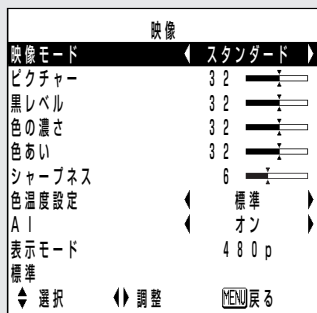 映像
映像モード スタンダード
ピクチャー 32
黒レベル 32
色の濃さ 32
色あい 32
シャープネス 6
色温度設定 標準
AI オン
表示モード 480p
標準
選択 調整 MENU戻る